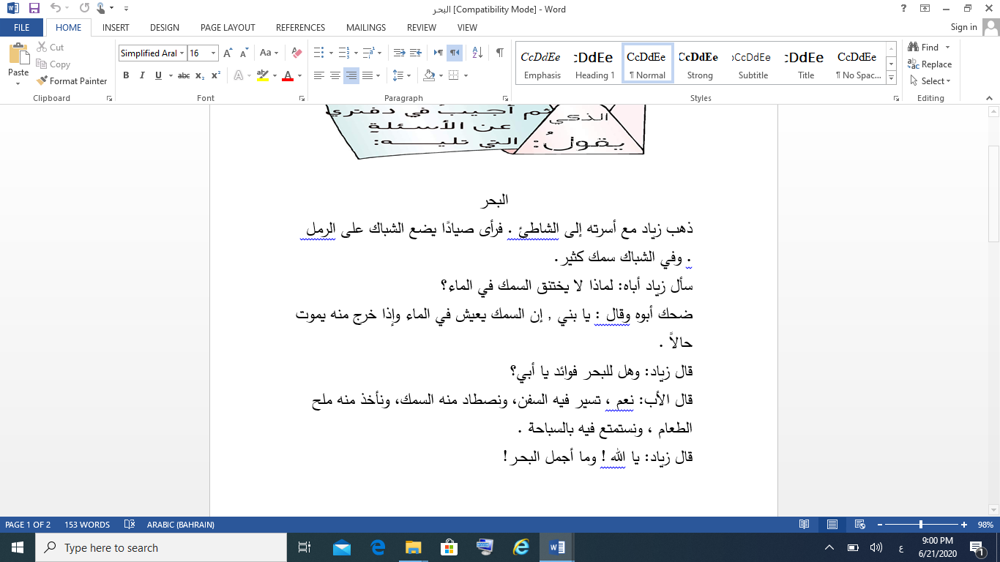 البحر [Compatibility Mode] - Word
FILE HOME INSERT DESIGN PAGE LAYOUT REFERENCES MAILINGS REVIEW VIEW Sign in
Cut
Copy
Format Painter
Paste
Simplified Aral 16
Aa
B I U abc x₂ x²
CcDdEe Emphasis
CcDdEe Heading 1
CcDdEe ¶ Normal
CcDdEe Strong
CcDdEe Subtitle
CcDdEe Title
CcDdEe ¶ No Spac...
Find
Replace
Select
Clipboard Font Paragraph Styles Editing
ثم أجيب في دفتري
عن الأسئلةِ
التي تليـــــه:
الذكي
يقولُ:
البحر
ذهب زياد مع أسرته إلى الشاطئ . فرأى صيادًا يضع الشباك على الرمل
. وفي الشباك سمك كثير.
سأل زياد أباه: لماذا لا يختنق السمك في الماء؟
ضحك أبوه وقال : يا بني , إن السمك يعيش في الماء وإذا خرج منه يموت
حالاً .
قال زياد: وهل للبحر فوائد يا أبي؟
قال الأب: نعم ، تسير فيه السفن، ونصطاد منه السمك، ونأخذ منه ملح
الطعام ، ونستمتع فيه بالسباحة .
قال زياد: يا الله ! وما أجمل البحر!
PAGE 1 OF 2 153 WORDS ARABIC (BAHRAIN) 98%
Type here to search
ع
9:00 PM
6/21/2020
1